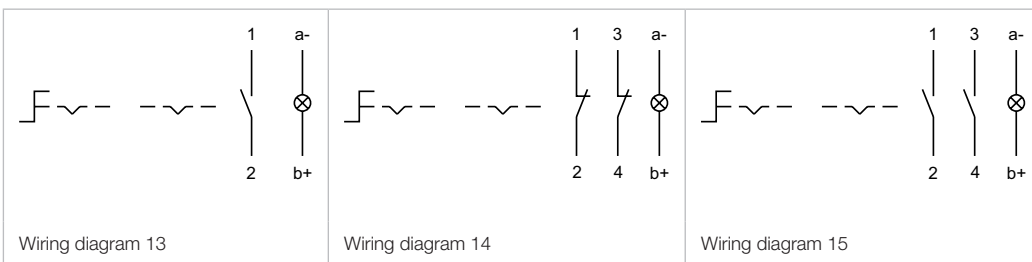 1 a-
2 b+
Wiring diagram 13
1 3 a-
2 4 b+
Wiring diagram 14
1 3 a-
2 4 b+
Wiring diagram 15